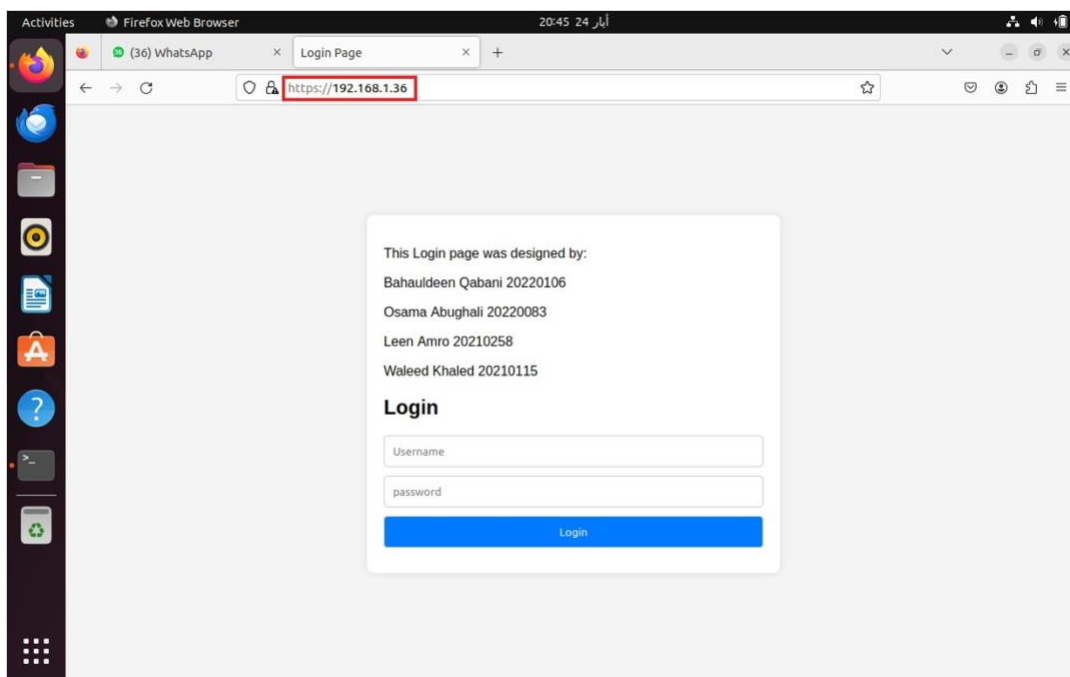 Activities Firefox Web Browser 20:45 24 أيار
(36) WhatsApp Login Page
https://192.168.1.36
This Login page was designed by:
Bahauldeen Qabani 20220106
Osama Abughali 20220083
Leen Amro 20210258
Waleed Khaled 20210115
Login
Username
password
Login